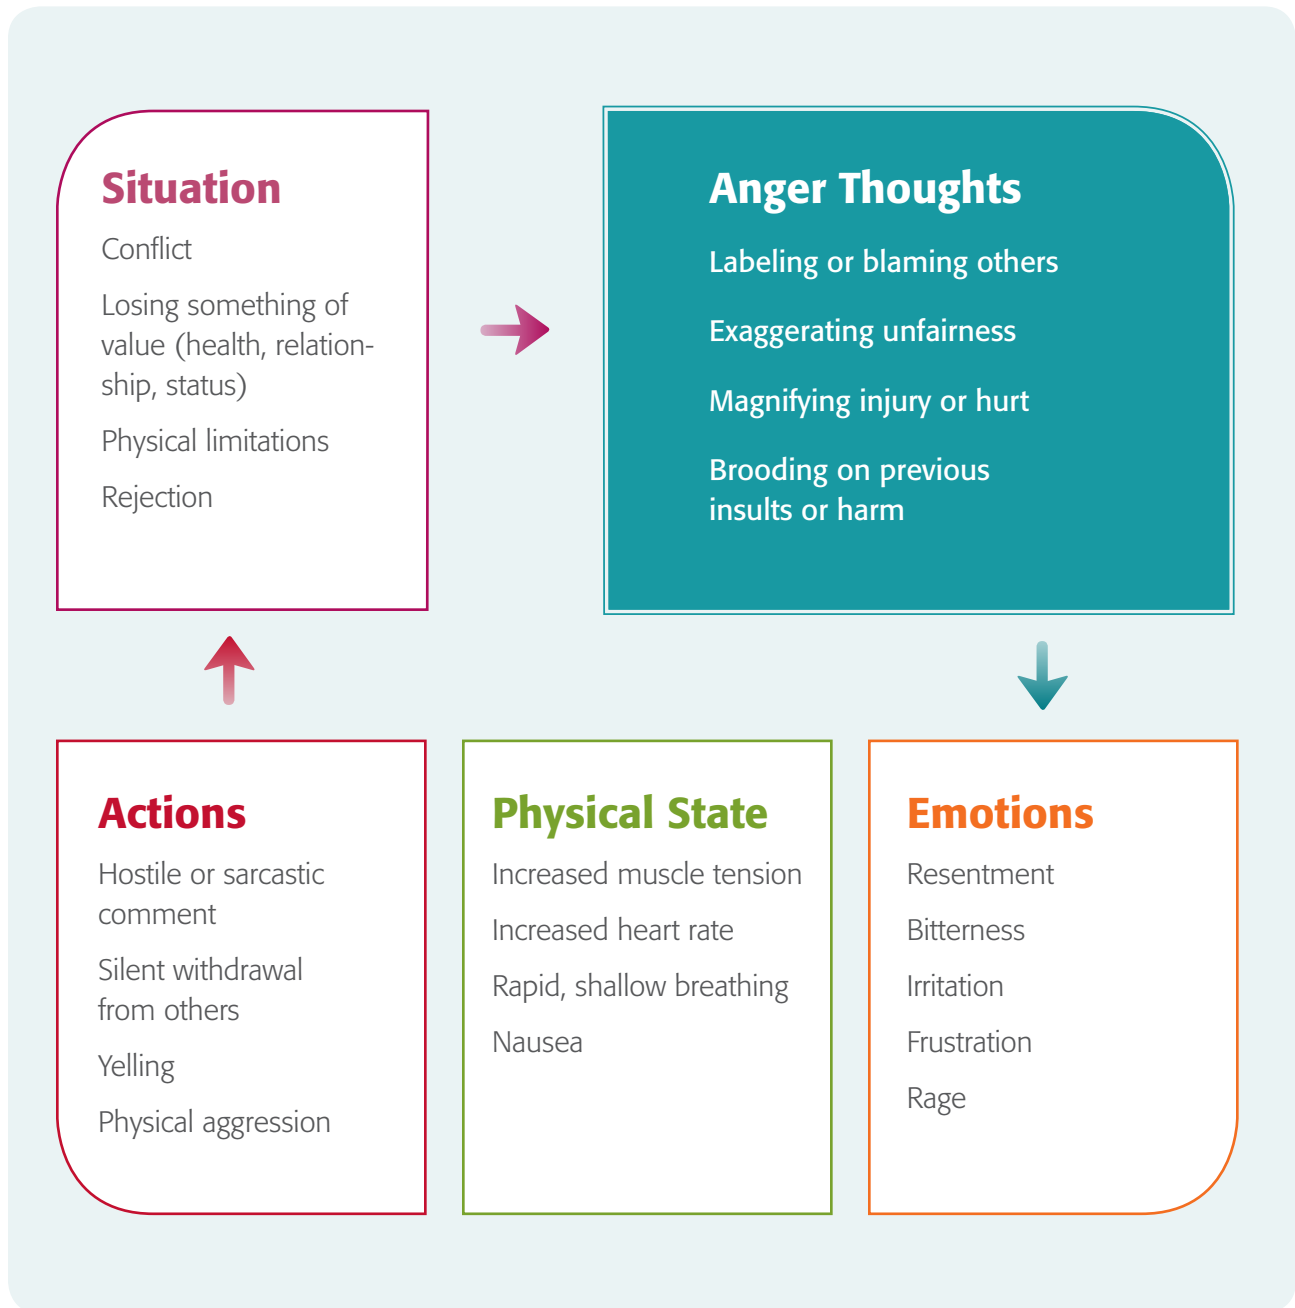 Situation
Conflict
Losing something of
value (health, relation-
ship, status)
Physical limitations
Rejection
Anger Thoughts
Labeling or blaming others
Exaggerating unfairness
Magnifying injury or hurt
Brooding on previous
insults or harm
Actions
Hostile or sarcastic
comment
Silent withdrawal
from others
Yelling
Physical aggression
Physical State
Increased muscle tension
Increased heart rate
Rapid, shallow breathing
Nausea
Emotions
Resentment
Bitterness
Irritation
Frustration
Rage